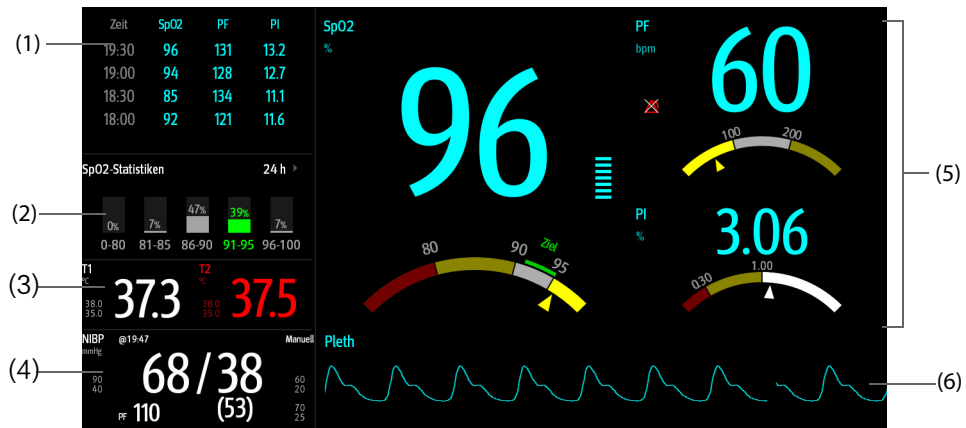 (1)
Zeit SpO2 PF PI
19:30 96 131 13.2
19:00 94 128 12.7
18:30 85 134 11.1
18:00 92 121 11.6
(2)
SpO2-Statistiken 24 h
0% 7% 47% 39% 7%
0-80 81-85 86-90 91-95 96-100
(3)
T1 T2
°C °C
38.0 37.3 38.0 37.5
35.0 35.0
(4)
NIBP @19:47 Manuell
mmHg
90 68/38 60
40 20
PF 110 (53) 70
25
SpO2
%
96
80 90 Ziel 95
PF
bpm
60
100 200
(5)
PI
%
3.06
0.30 1.00
Pleth
(6)